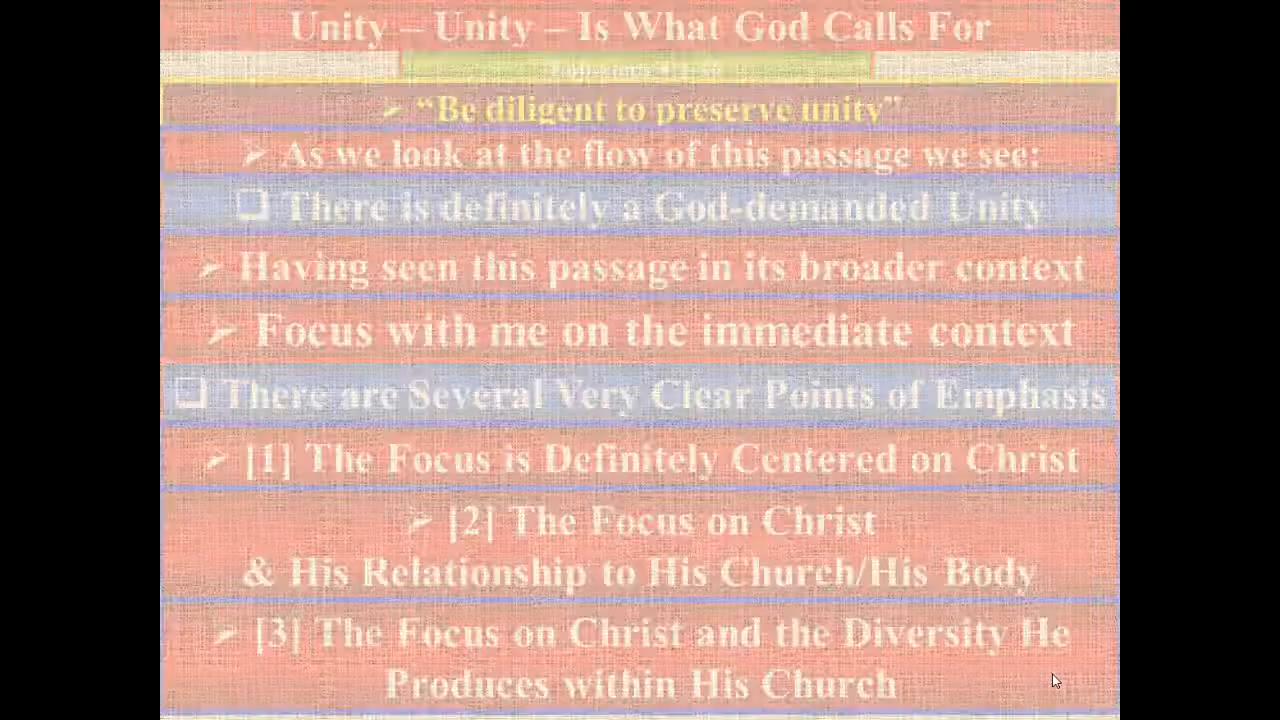 Unity – Unity – Is What God Calls For
➢ “Be diligent to preserve unity”
➢ As we look at the flow of this passage we see:
❑ There is definitely a God-demanded Unity
➢ Having seen this passage in its broader context
➢ Focus with me on the immediate context
❑ There are Several Very Clear Points of Emphasis
➢ [1] The Focus is Definitely Centered on Christ
➢ [2] The Focus on Christ
& His Relationship to His Church/His Body
➢ [3] The Focus on Christ and the Diversity He
Produces within His Church